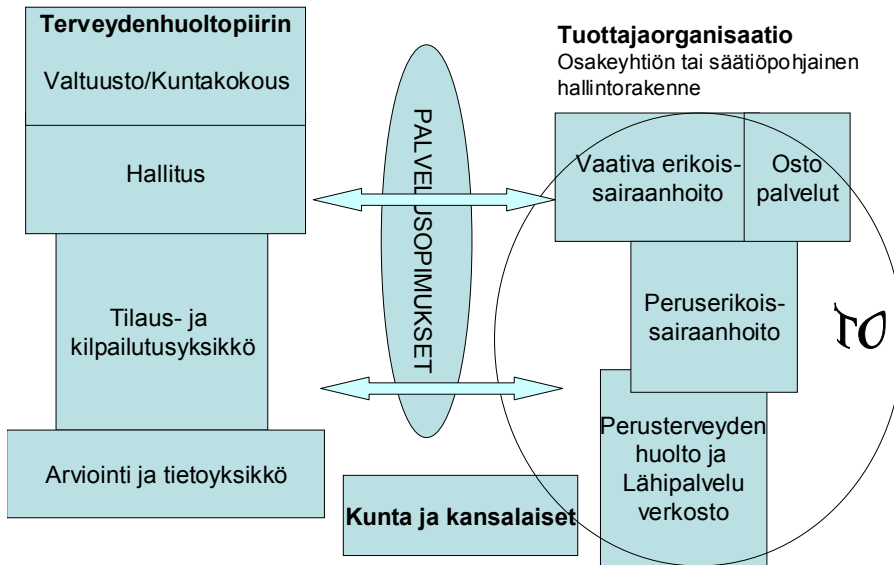 Terveydenhuoltopiirin
Valtuusto/Kuntakokous
Hallitus
Tilaus- ja
kilpailutusyksikkö
Arviointi ja tietoyksikkö
PALVELUSOPIMUKSET
Kunta ja kansalaiset
Tuottajaorganisaatio
Osakeyhtiön tai säätiöpohjainen
hallintorakenne
Vaativa erikois-
sairaanhoito
Osto
palvelut
Peruserikois-
sairaanhoito
Perusterveyden
huolto ja
Lähipalvelu
verkosto
TO